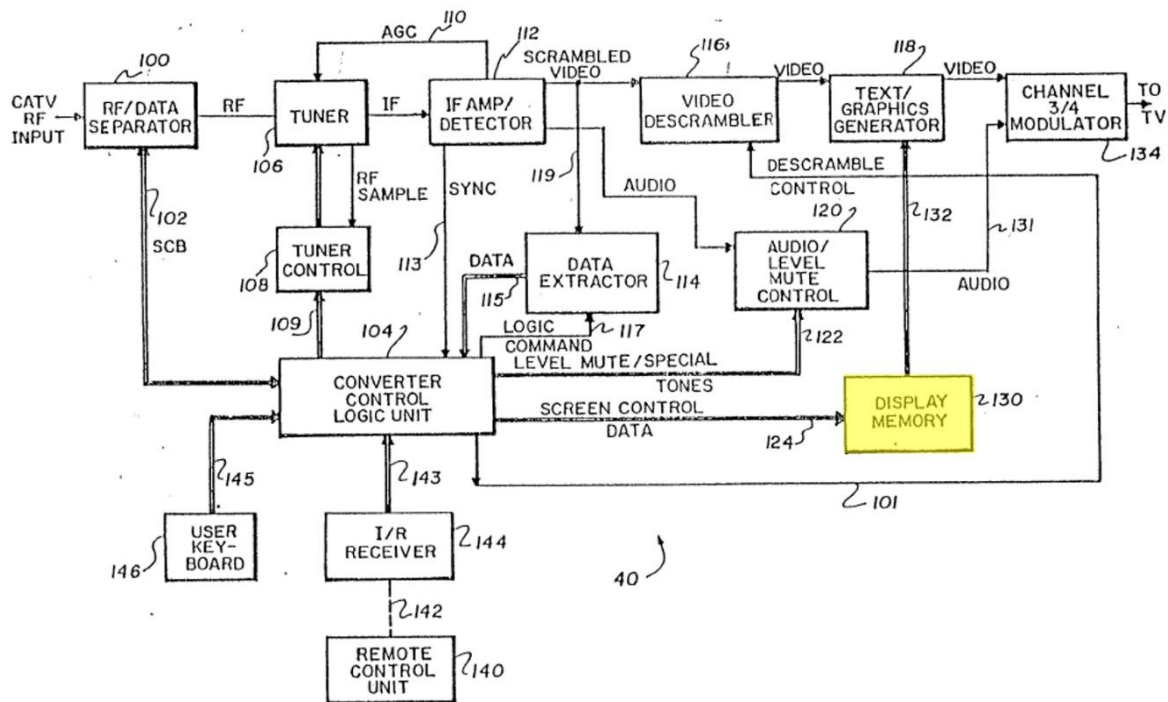 110
AGC
112
100
116
118
SCRAMBLED
VIDEO
VIDEO
VIDEO
CATV
RF
INPUT
RF/DATA
SEPARATOR
RF
TUNER
IF
IF AMP/
DETECTOR
VIDEO
DESCRAMBLER
TEXT/
GRAPHICS
GENERATOR
CHANNEL
3/4
MODULATOR
TO
TV
134
106
RF
SAMPLE
SYNC
119
AUDIO
DESCRAMBLE
CONTROL
102
SCB
132
113
120
131
TUNER
CONTROL
108
DATA
115
DATA
EXTRACTOR
114
AUDIO/
LEVEL
MUTE
CONTROL
AUDIO
109
104
117
LOGIC
COMMAND
122
LEVEL MUTE/SPECIAL
TONES
CONVERTER
CONTROL
LOGIC UNIT
SCREEN CONTROL
DATA
124
DISPLAY
MEMORY
130
145
143
101
USER
KEY-
BOARD
146
I/R
RECEIVER
144
40
142
REMOTE
CONTROL
UNIT
140